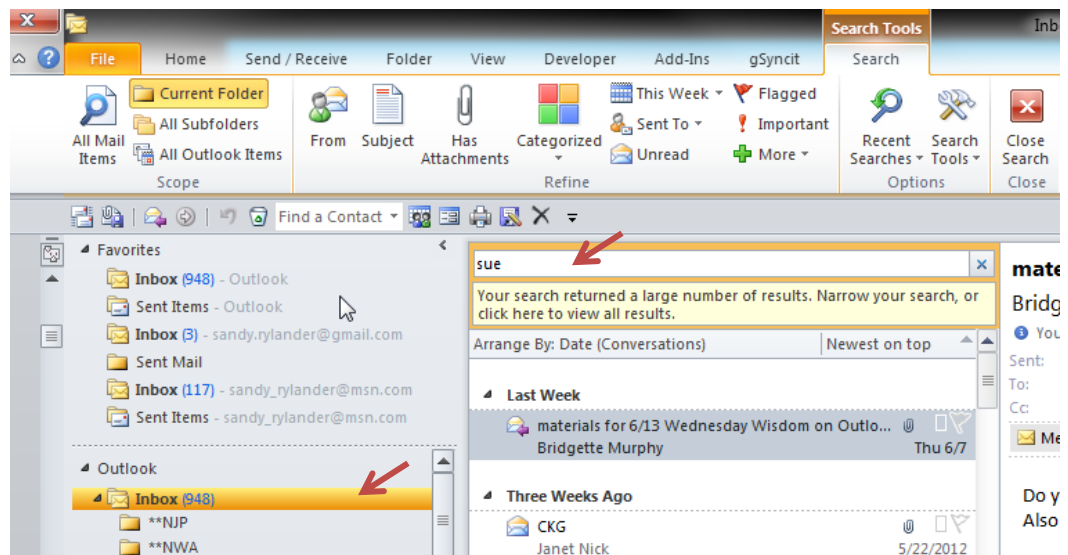 Search Tools
Inb
File Home Send / Receive Folder View Developer Add-Ins gSyncit Search
Current Folder
This Week
Flagged
All Subfolders
Sent To
Important
All Mail Items
All Outlook Items
From
Subject
Has Attachments
Categorized
Unread
More
Recent Searches
Search Tools
Close Search
Scope
Refine
Options
Close
Find a Contact
Favorites
Inbox (948) - Outlook
Sent Items - Outlook
Inbox (3) - sandy.rylander@gmail.com
Sent Mail
Inbox (117) - sandy_rylander@msn.com
Sent Items - sandy_rylander@msn.com
Outlook
Inbox (948)
**NJP
**NWA
sue
Your search returned a large number of results. Narrow your search, or
click here to view all results.
Arrange By: Date (Conversations) Newest on top
Last Week
materials for 6/13 Wednesday Wisdom on Outlo...
Bridgette Murphy Thu 6/7
Three Weeks Ago
CKG
Janet Nick 5/22/2012
mate
Bridg
You
Sent:
To:
Cc:
Me
Do y
Also